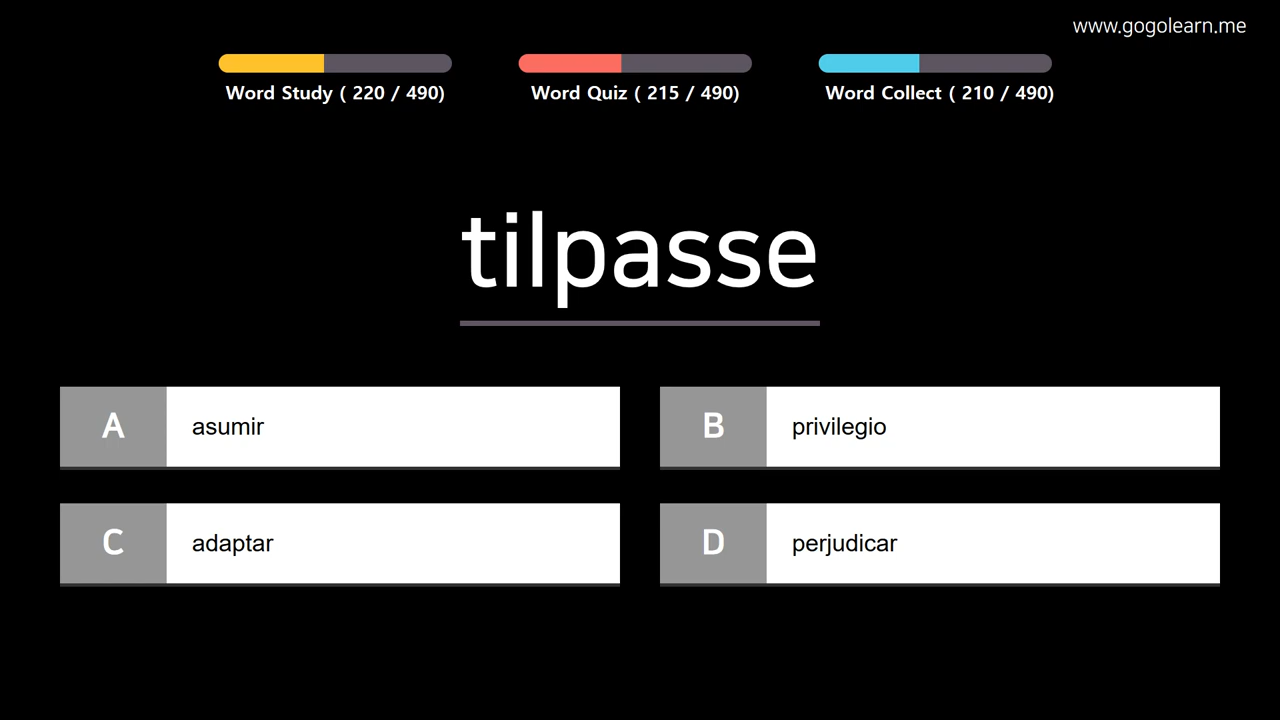 www.gogolearn.me
Word Study ( 220 / 490)
Word Quiz ( 215 / 490)
Word Collect ( 210 / 490)
tilpasse
A asumir
B privilegio
C adaptar
D perjudicar